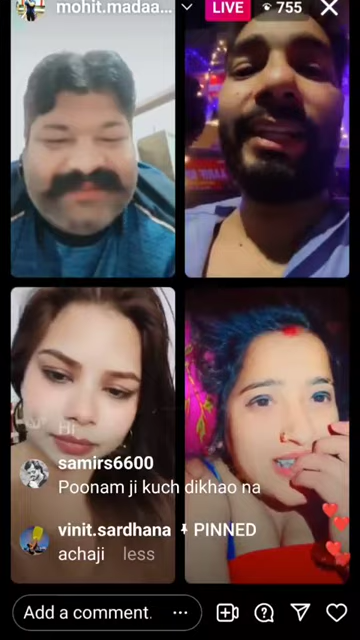 mohit.madaa...
LIVE
755
Hi
samirs6600
Poonam ji kuch dikhao na
vinit.sardhana PINNED
achaji less
Add a comment.